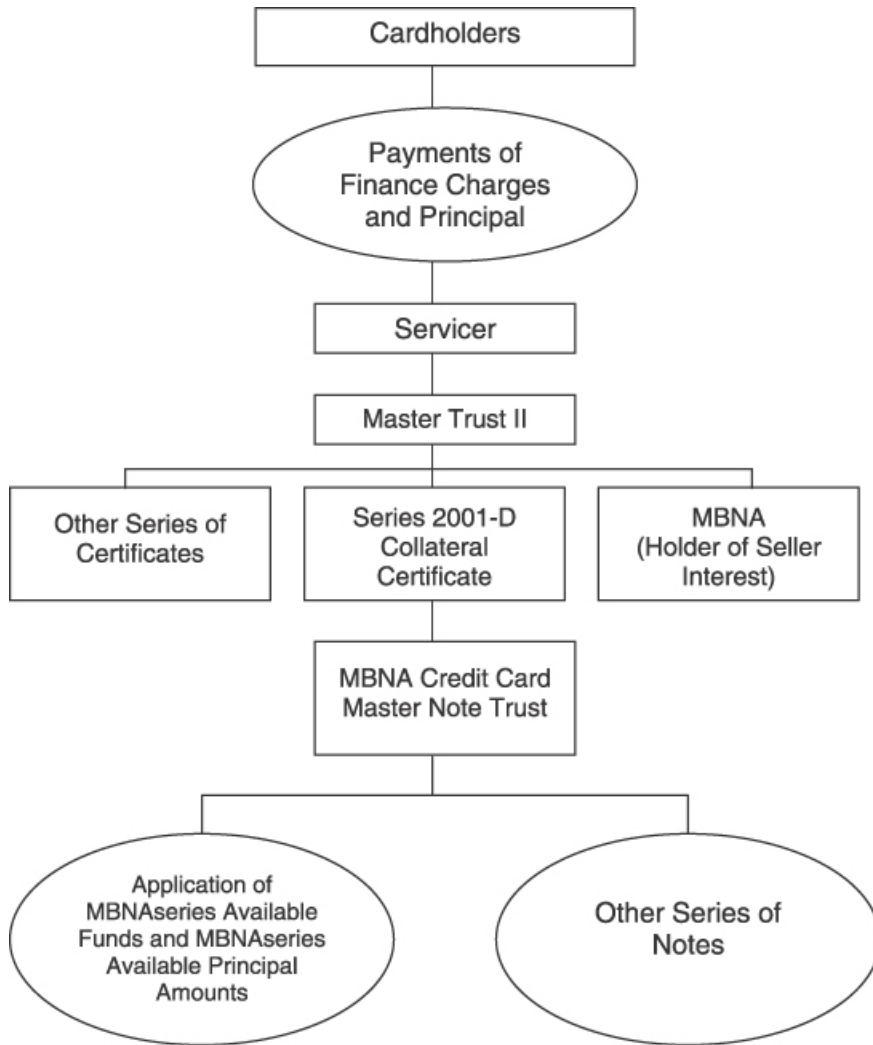 Cardholders
Payments of
Finance Charges
and Principal
Servicer
Master Trust II
Other Series of
Certificates
Series 2001-D
Collateral
Certificate
MBNA
(Holder of Seller
Interest)
MBNA Credit Card
Master Note Trust
Application of
MBNAseries Available
Funds and MBNAseries
Available Principal
Amounts
Other Series of
Notes